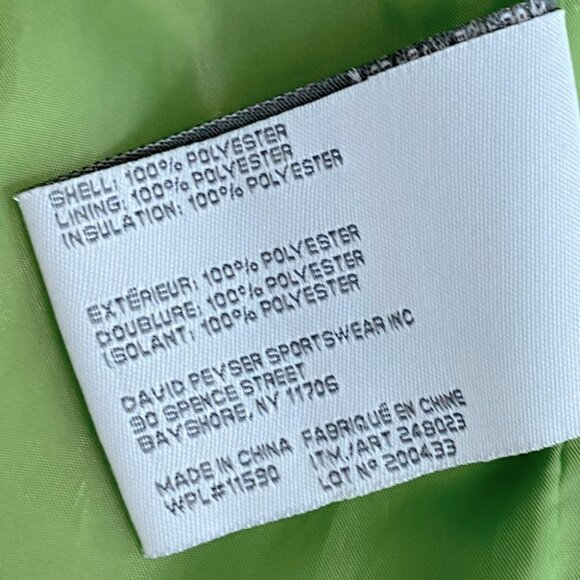 SHELL: 100% POLYESTER
LINING: 100% POLYESTER
INSULATION: 100% POLYESTER
EXTÉRIEUR: 100% POLYESTER
DOUBLURE: 100% POLYESTER
ISOLANT: 100% POLYESTER
DAVID PEYSER SPORTSWEAR INC
90 SPENCE STREET
BAYSHORE, NY 11706
MADE IN CHINA FABRIQUÉ EN CHINE
WPL#11590 ITM./ART 248023
LOT Nº 200433